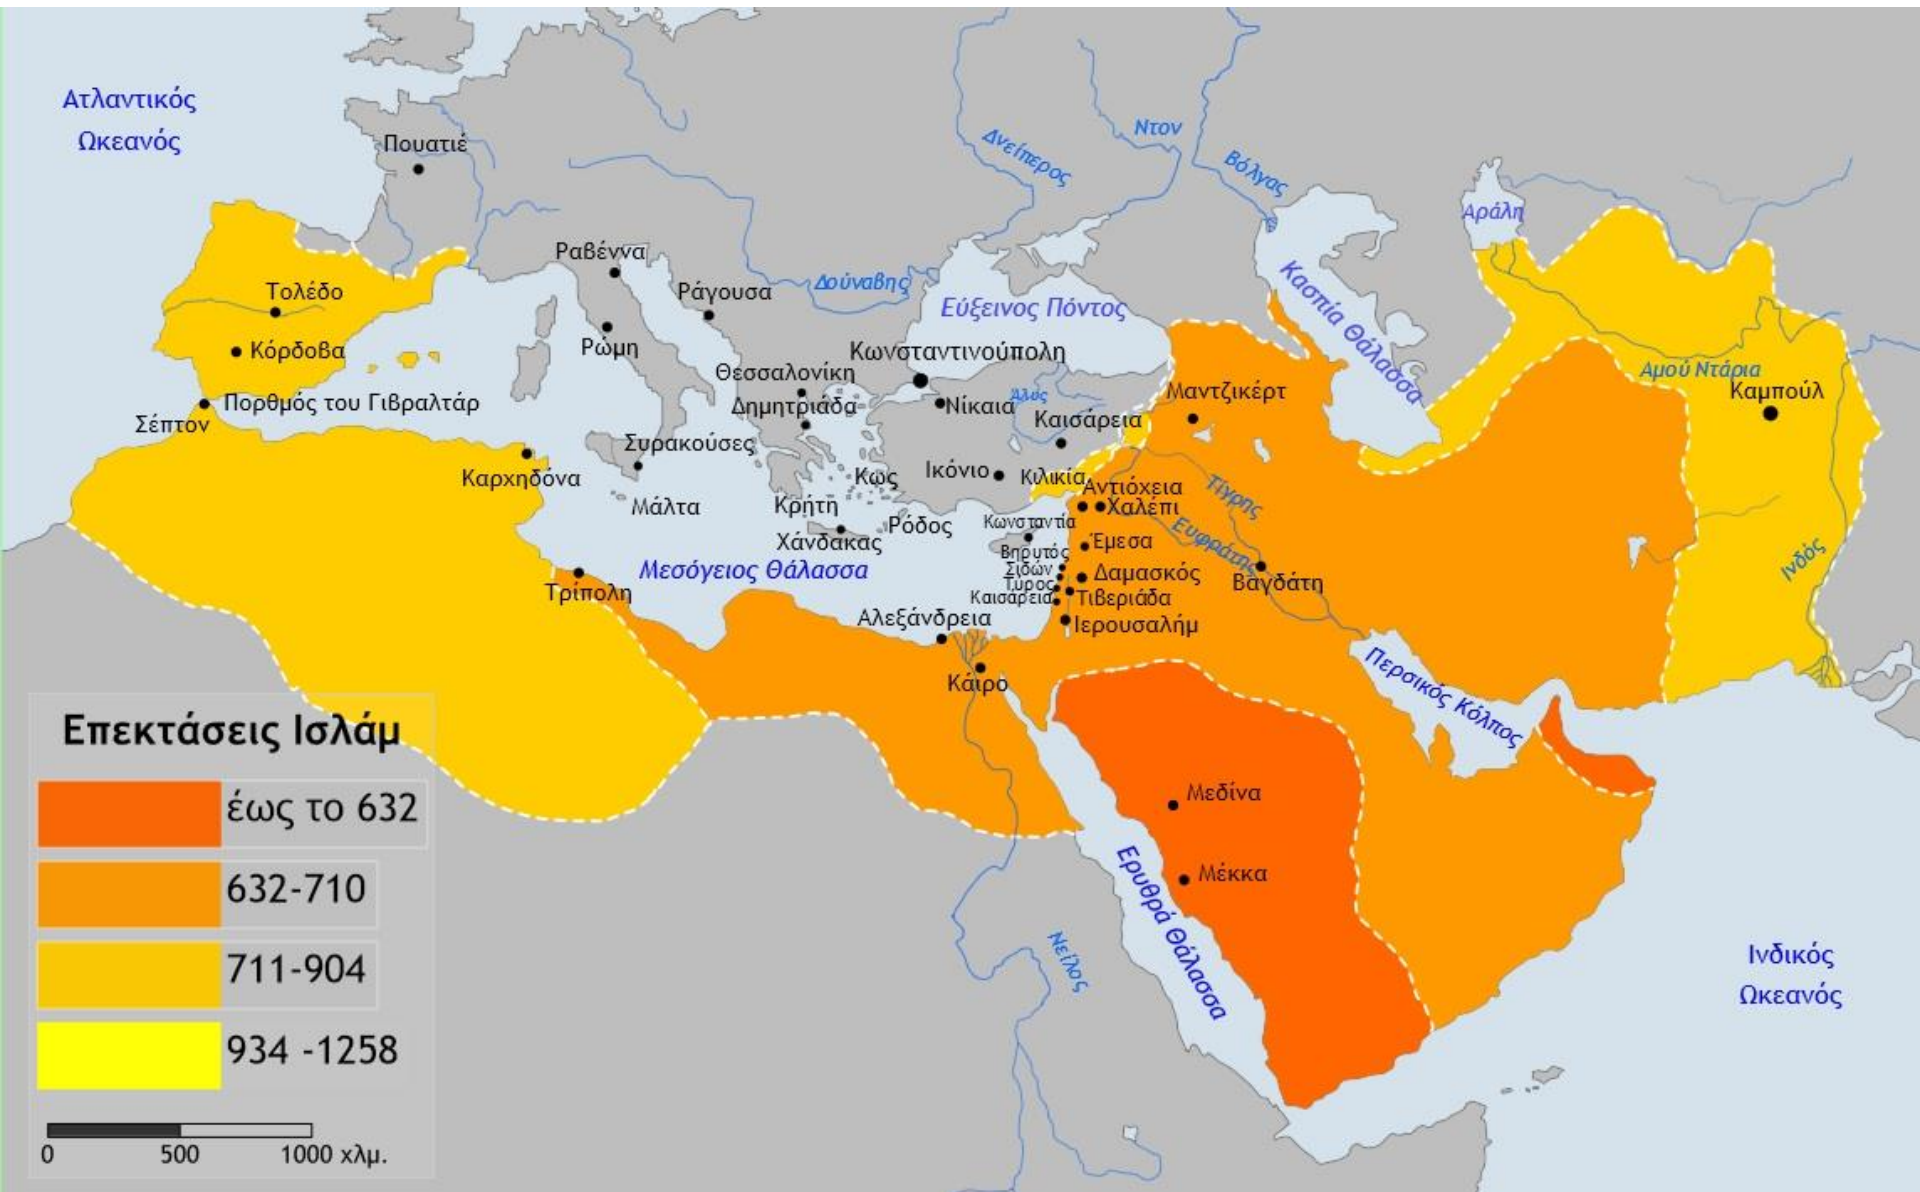 Ατλαντικός
Ωκεανός
Πουατιέ
Δνείπερος
Ντον
Βόλγας
Αράλη
Ραβέννα
Τολέδο
Ράγουσα
Δούναβης
Εύξεινος Πόντος
Κασπία Θάλασσα
Κόρδοβα
Ρώμη
Κωνσταντινούπολη
Θεσσαλονίκη
Αμού Ντάρια
Καμπούλ
Πορθμός του Γιβραλτάρ
Δημητριάδα
Νίκαια
Άλυς
Μαντζικέρτ
Σέπτον
Καισάρεια
Συρακούσες
Καρχηδόνα
Κως
Ικόνιο
Κιλικία
Αντιόχεια
Τίγρης
Μάλτα
Κρήτη
Ρόδος
Χαλέπι
Κωνσταντία
Χάνδακας
Έμεσα
Ευφράτης
Βηρυτός
Σιδών
Τύρος
Καισάρεια
Μεσόγειος Θάλασσα
Δαμασκός
Βαγδάτη
Ινδός
Τρίπολη
Τιβεριάδα
Αλεξάνδρεια
Ιερουσαλήμ
Κάιρο
Περσικός Κόλπος
Μεδίνα
Μέκκα
Ερυθρά Θάλασσα
Νείλος
Ινδικός
Ωκεανός
Επεκτάσεις Ισλάμ
έως το 632
632-710
711-904
934 -1258
0 500 1000 χλμ.